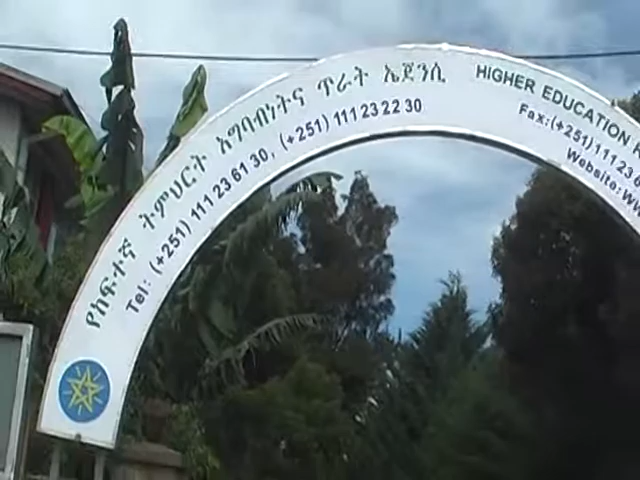 የከፍተኛ ትምህርት አግባብነትና ጥራት ኤጀንሲ
HIGHER EDUCATION
Tel: (+251) 111 23 61 30, (+251) 111 23 22 30
Fax: (+251) 111 23 6
Website: